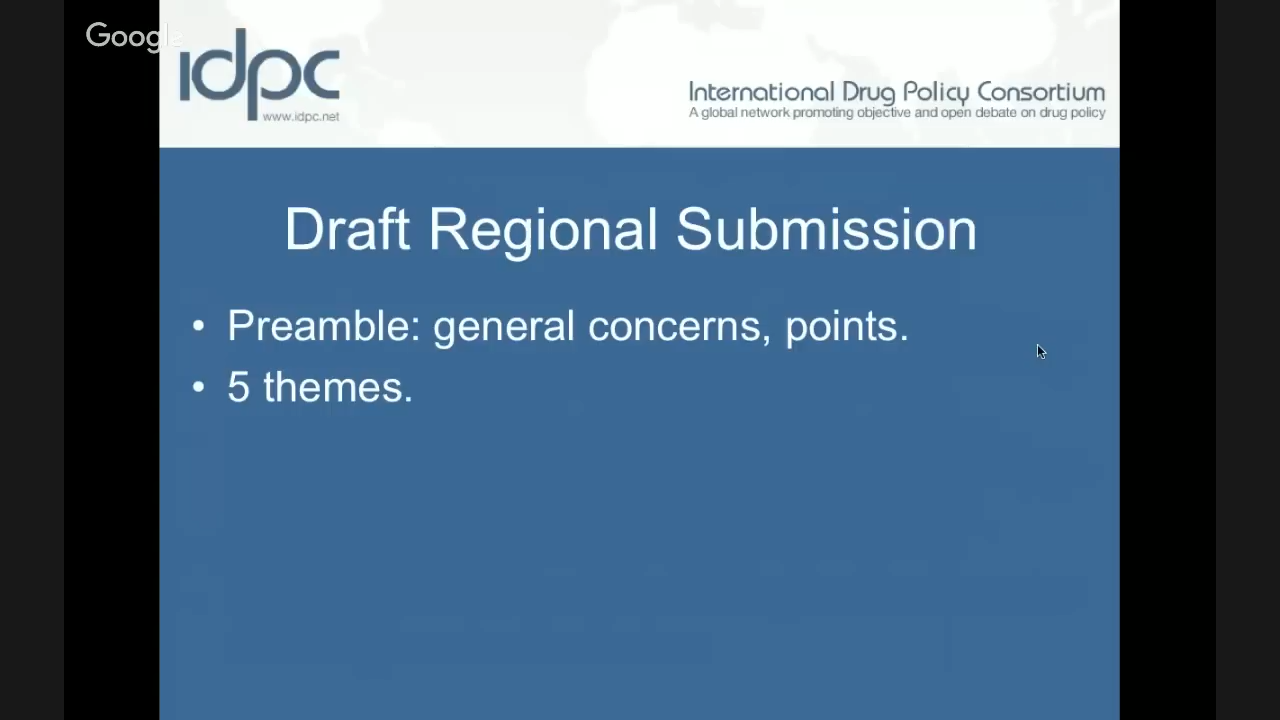 Google
idpc
www.idpc.net
International Drug Policy Consortium
A global network promoting objective and open debate on drug policy
Draft Regional Submission
• Preamble: general concerns, points.
• 5 themes.